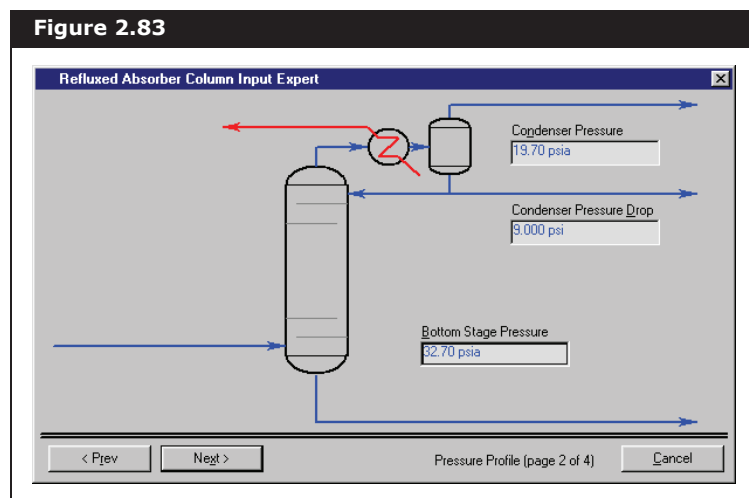 Figure 2.83
Refluxed Absorber Column Input Expert
Condenser Pressure
19.70 psia
Condenser Pressure Drop
9.000 psi
Bottom Stage Pressure
32.70 psia
< Prev
Next >
Pressure Profile (page 2 of 4)
Cancel